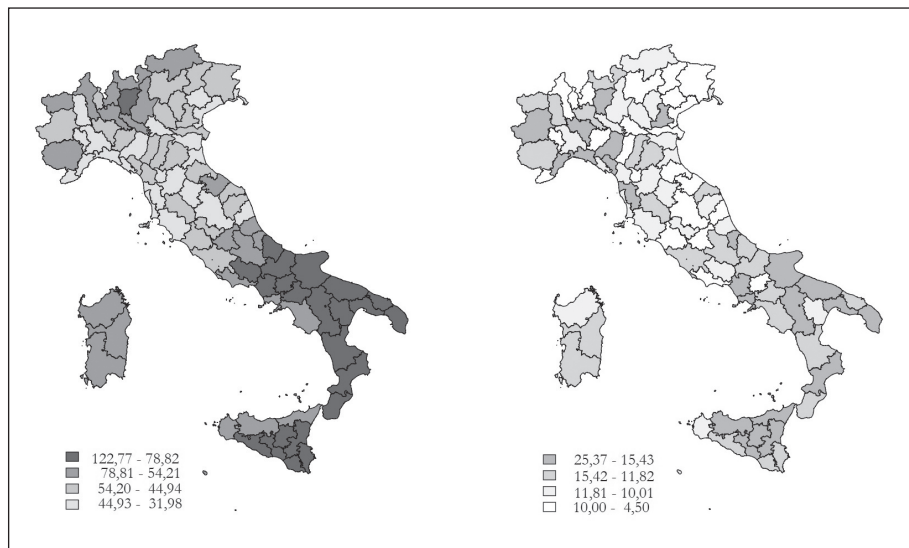 122,77 - 78,82
78,81 - 54,21
54,20 - 44,94
44,93 - 31,98
25,37 - 15,43
15,42 - 11,82
11,81 - 10,01
10,00 - 4,50